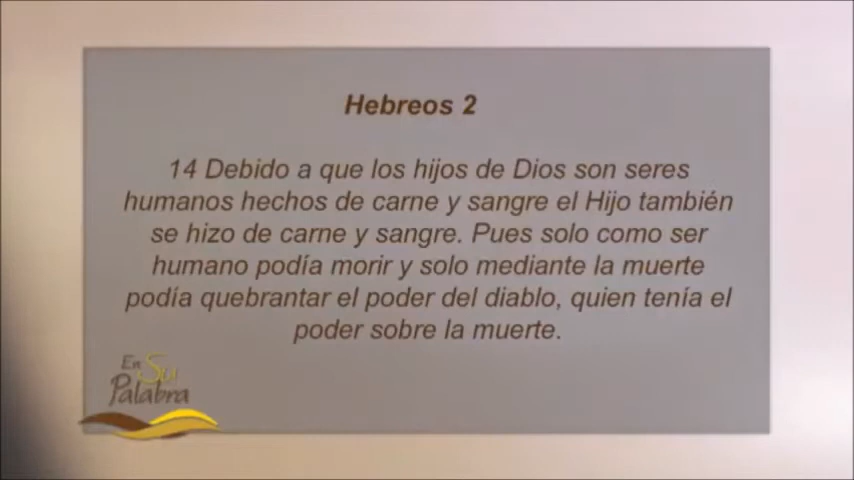 Hebreos 2
14 Debido a que los hijos de Dios son seres
humanos hechos de carne y sangre el Hijo también
se hizo de carne y sangre. Pues solo como ser
humano podía morir y solo mediante la muerte
podía quebrantar el poder del diablo, quien tenía el
poder sobre la muerte.
En Su
Palabra